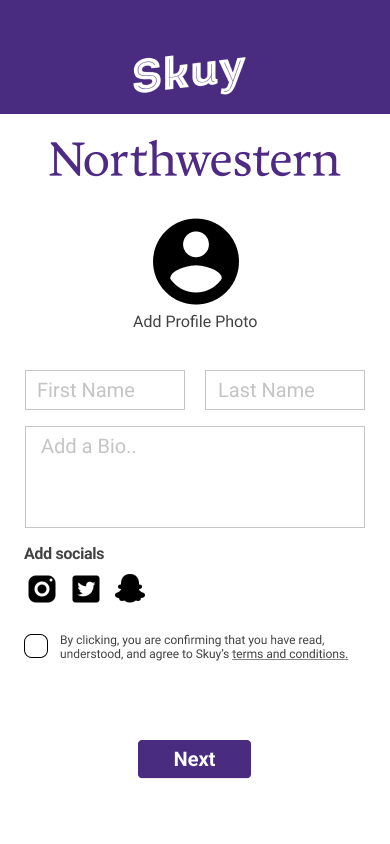 Skuy
Northwestern
Add Profile Photo
First Name
Last Name
Add a Bio..
Add socials
By clicking, you are confirming that you have read,
understood, and agree to Skuy's terms and conditions.
Next